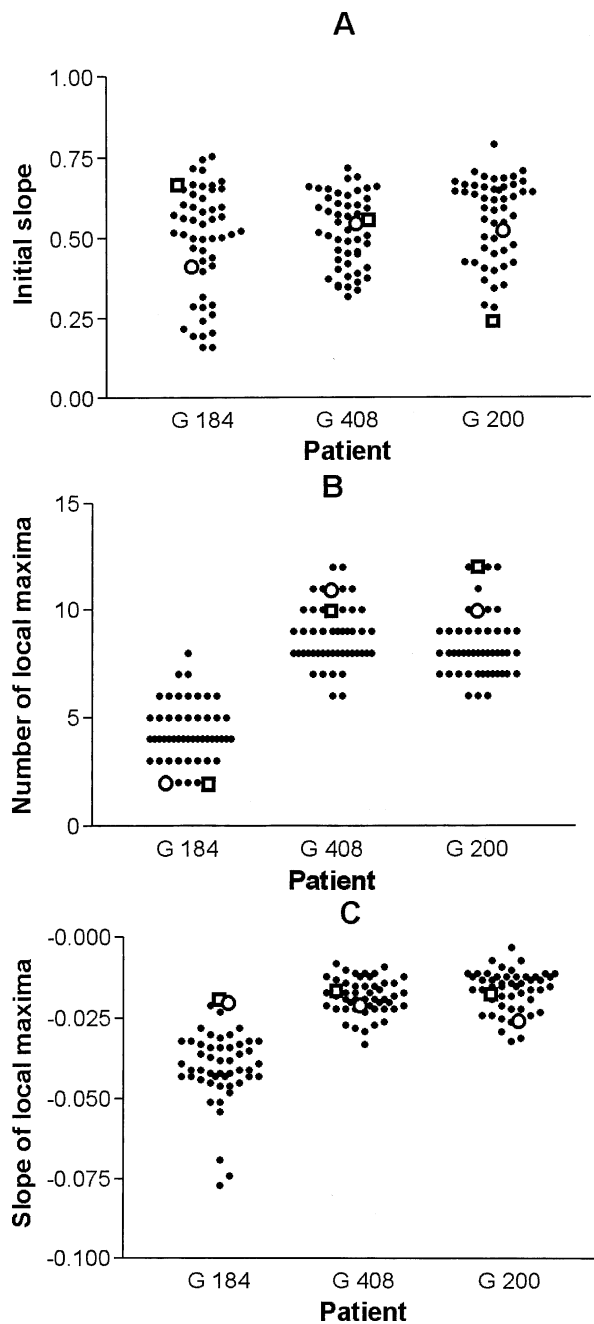 A
1.00
0.75
0.50
0.25
0.00
Initial slope
G 184 G 408 G 200
Patient
B
15
10
5
0
Number of local maxima
G 184 G 408 G 200
Patient
C
-0.000
-0.025
-0.050
-0.075
-0.100
Slope of local maxima
G 184 G 408 G 200
Patient